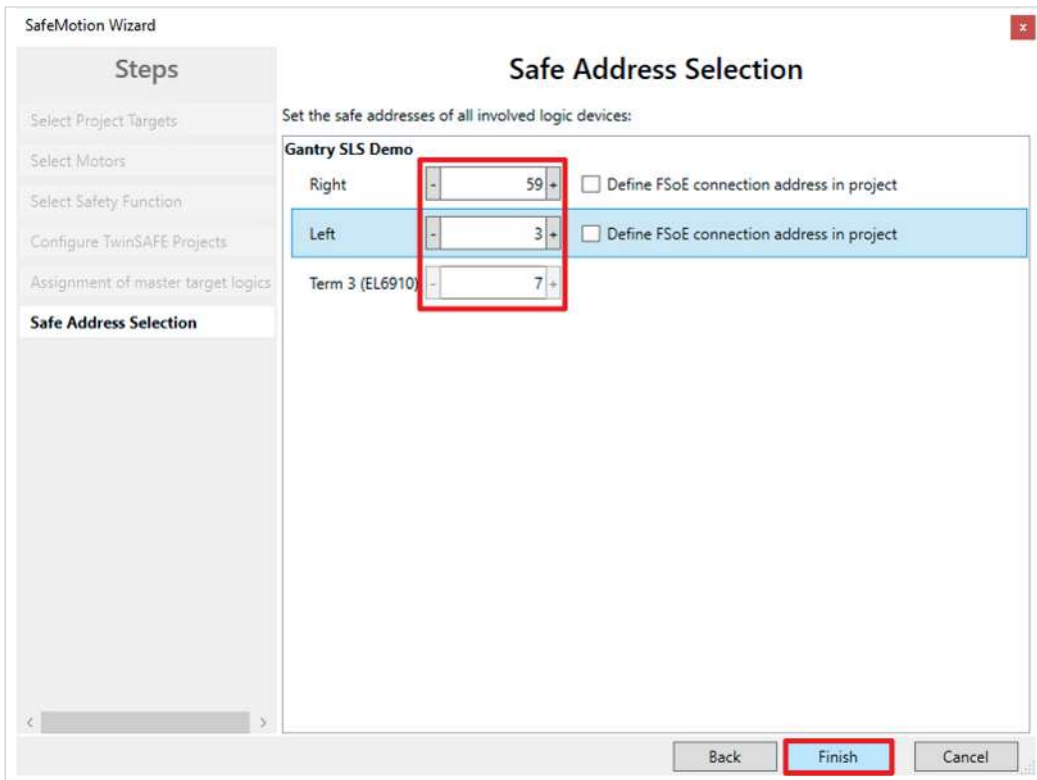 SafeMotion Wizard
x
Steps
Safe Address Selection
Select Project Targets
Select Motors
Select Safety Function
Configure TwinSAFE Projects
Assignment of master target logics
Safe Address Selection
Set the safe addresses of all involved logic devices:
Gantry SLS Demo
Right - 59 + Define FSoE connection address in project
Left - 3 + Define FSoE connection address in project
Term 3 (EL6910) - 7 +
< >
Back Finish Cancel